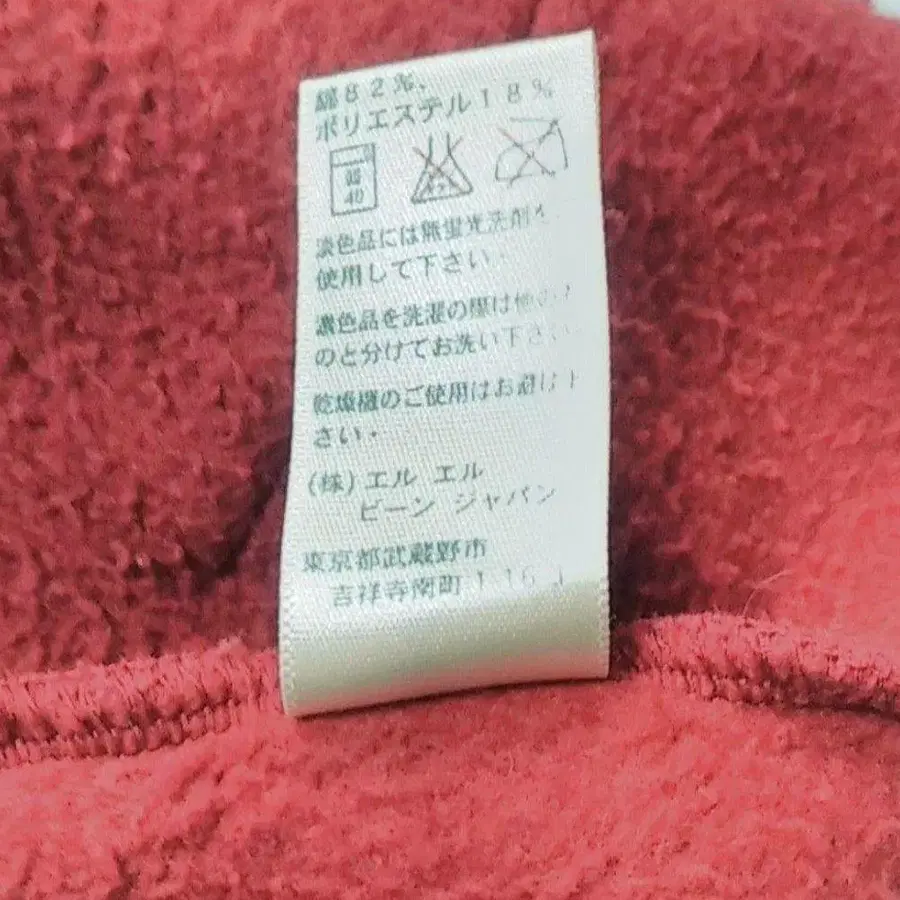 綿82%、
ポリエステル18%
40
淡色品には無蛍光洗剤を
使用して下さい・
濃色品を洗濯の際は他のも
のと分けてお洗い下さい
乾燥機のご使用はお避け下
さい・
(株)エル エル
ビーン ジャパン
東京都武蔵野市
吉祥寺南町1 16